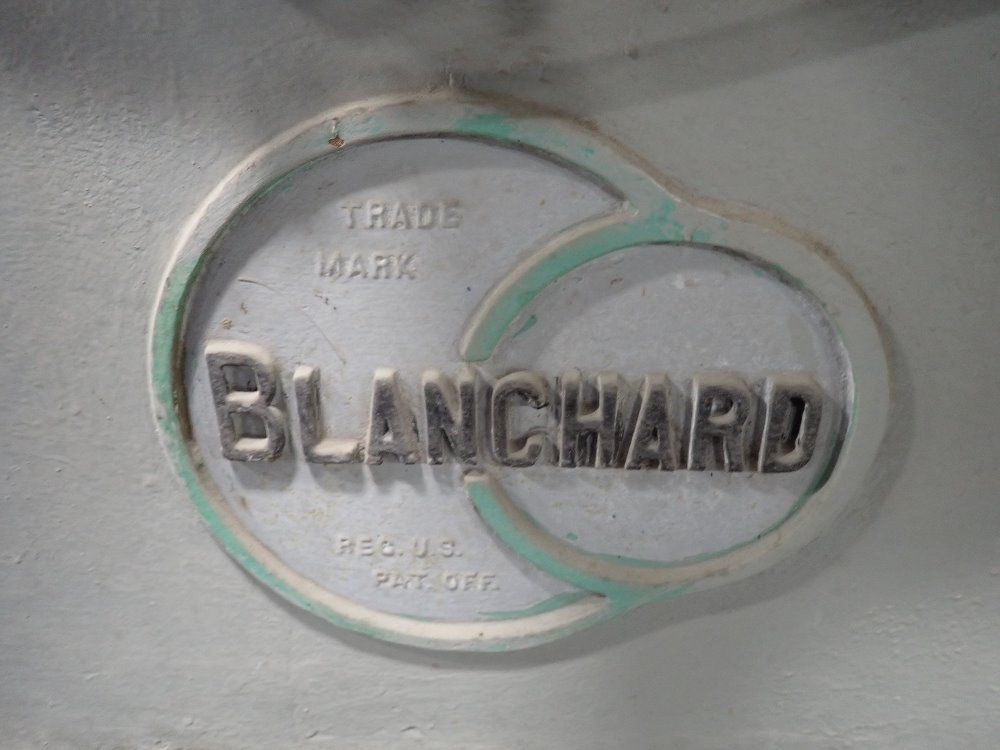 TRADE
MARK
BLANCHARD
REG. U.S.
PAT. OFF.